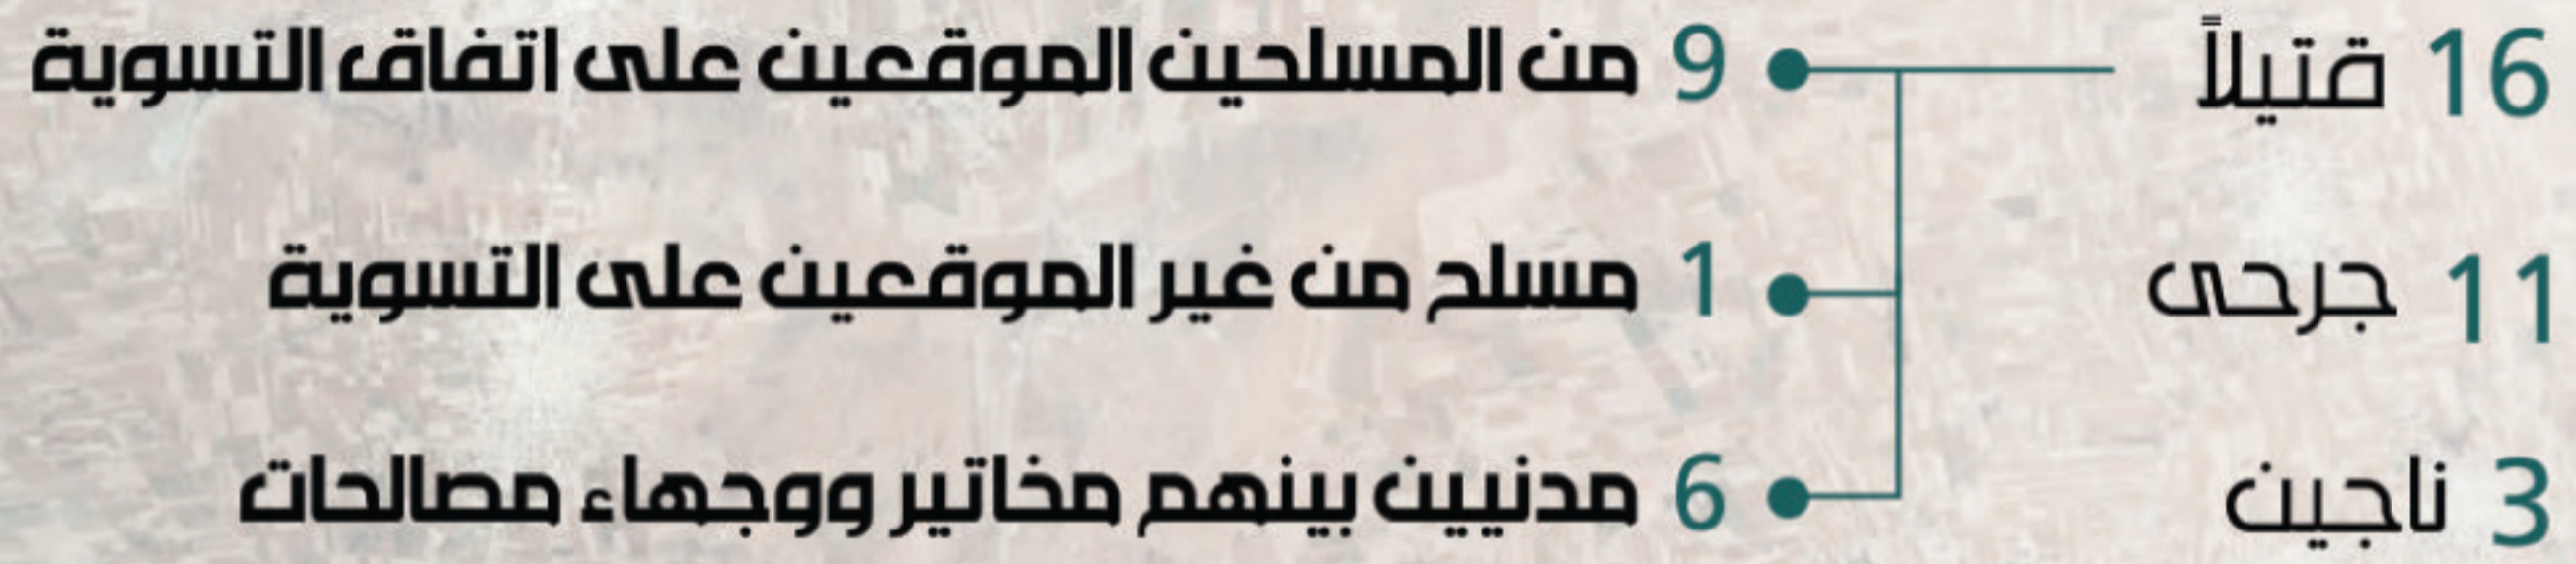 16 قتيلاً
9 من المسلحين الموقعين على اتفاق التسوية
1 مسلح من غير الموقعين على التسوية
6 مدنيين بينهم مخاتير ووجهاء مصالحات
11 جرحى
3 ناجين